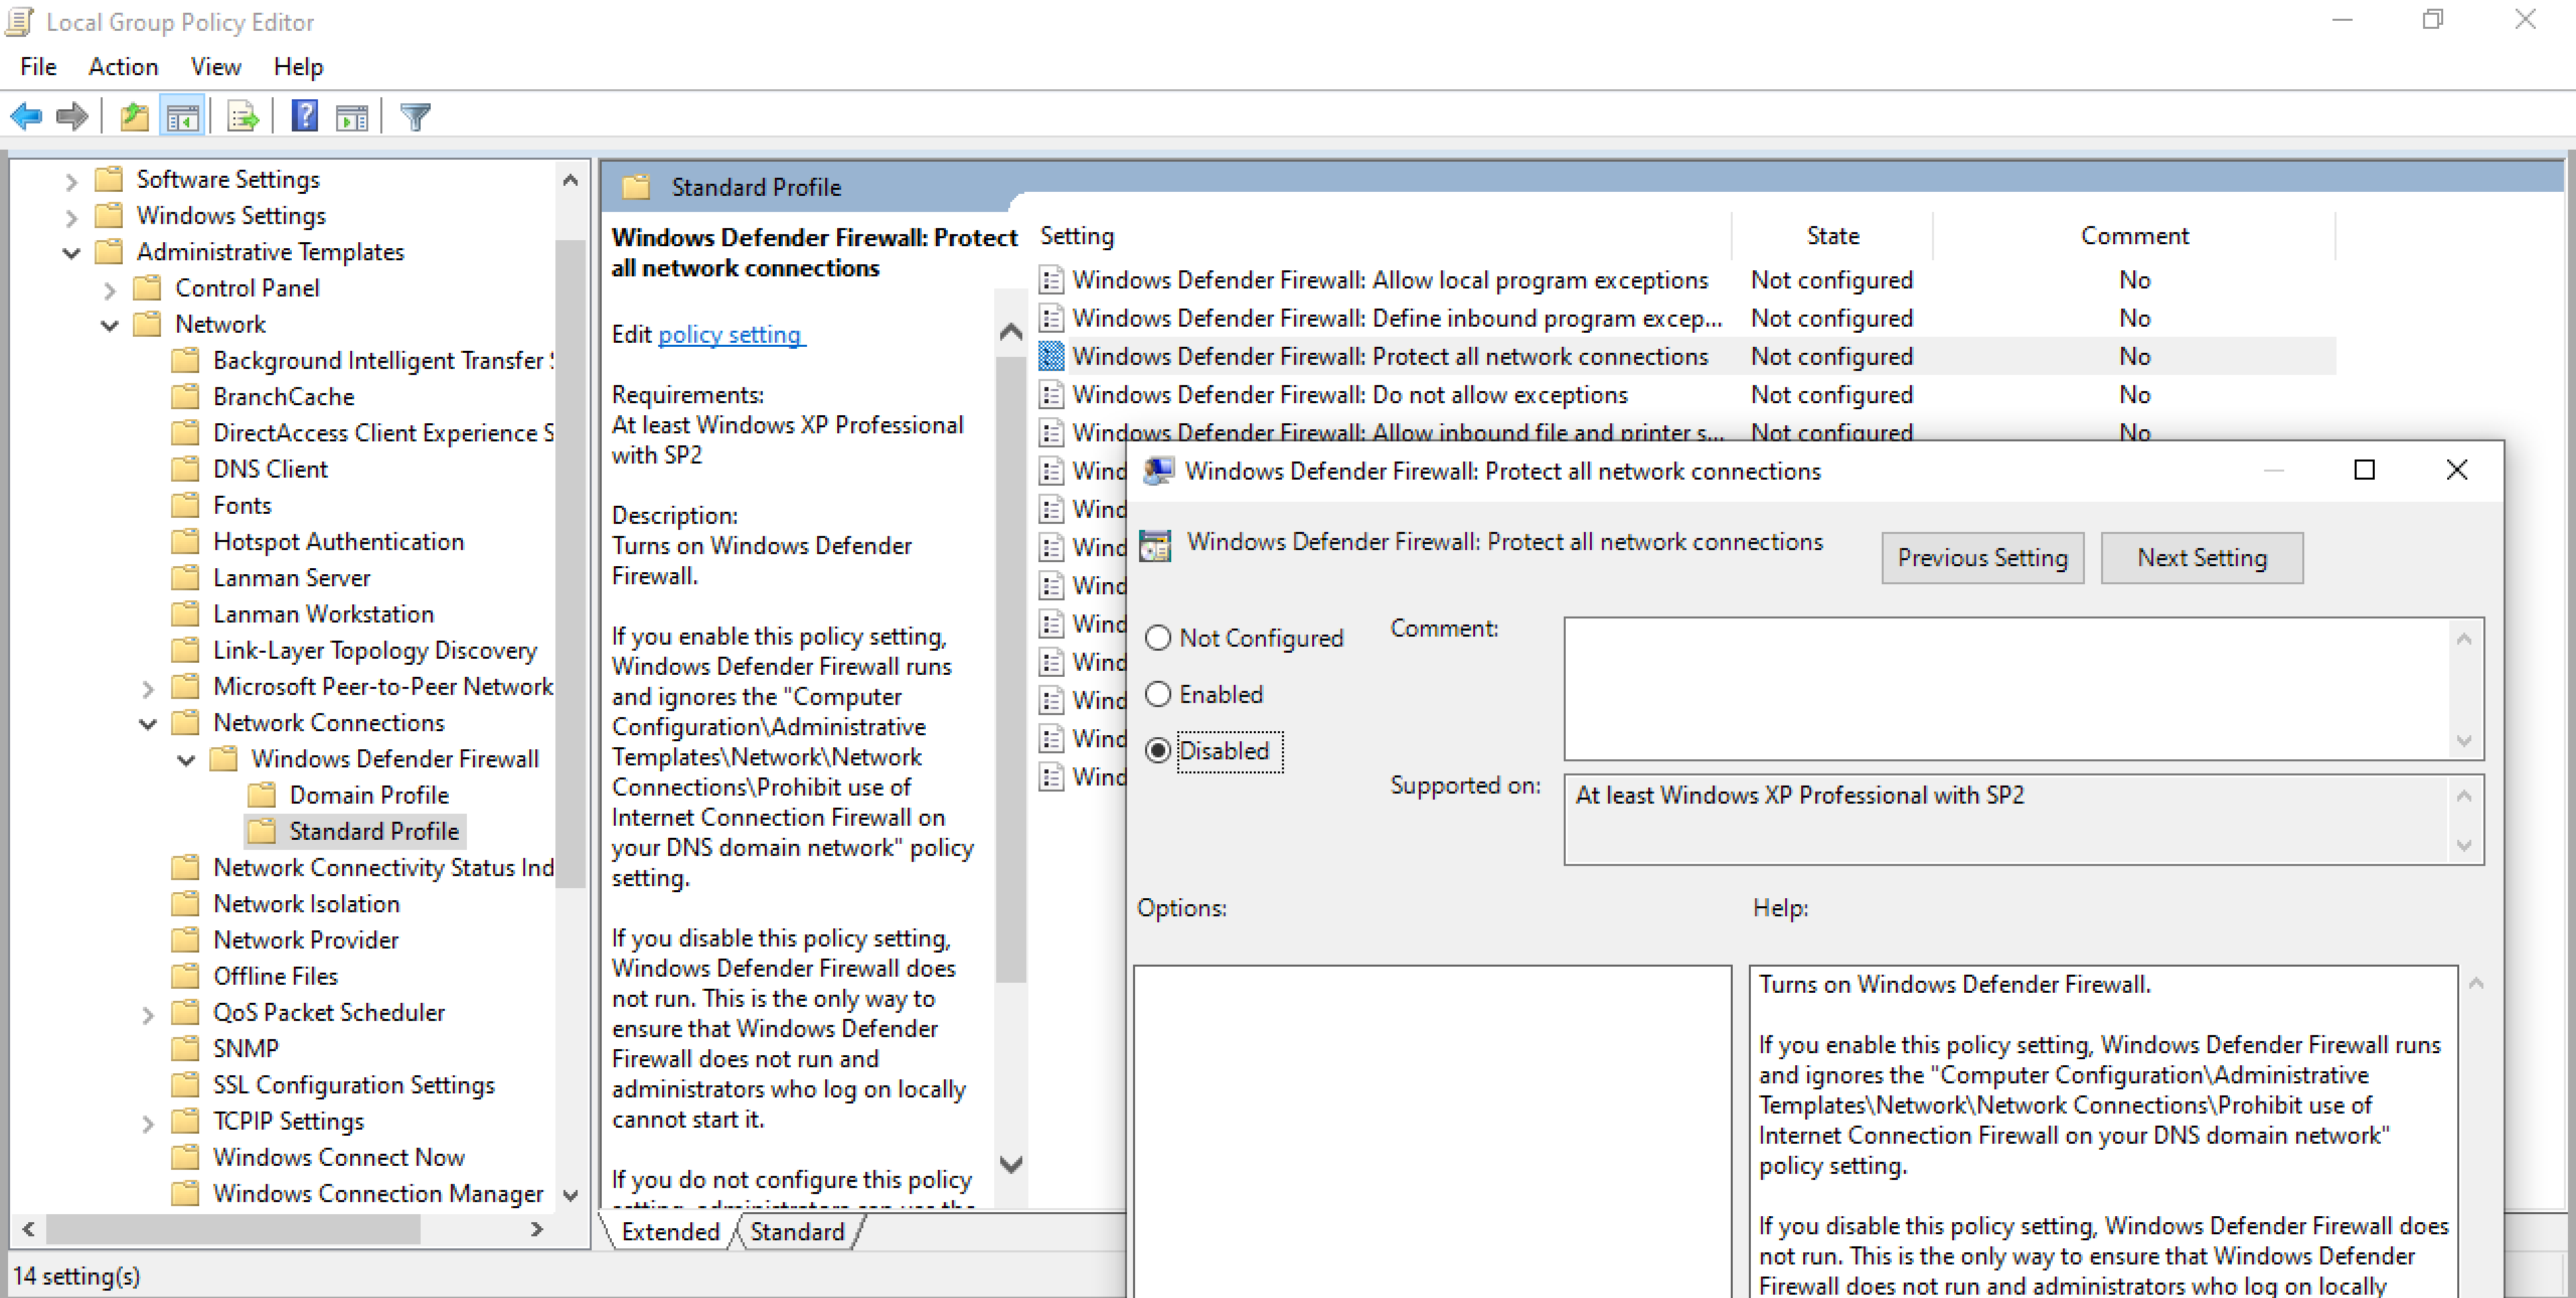 Local Group Policy Editor
File Action View Help
Software Settings
Windows Settings
Administrative Templates
Control Panel
Network
Background Intelligent Transfer
BranchCache
DirectAccess Client Experience S
DNS Client
Fonts
Hotspot Authentication
Lanman Server
Lanman Workstation
Link-Layer Topology Discovery
Microsoft Peer-to-Peer Network
Network Connections
Windows Defender Firewall
Domain Profile
Standard Profile
Network Connectivity Status Ind
Network Isolation
Network Provider
Offline Files
QoS Packet Scheduler
SNMP
SSL Configuration Settings
TCPIP Settings
Windows Connect Now
Windows Connection Manager
Standard Profile
Windows Defender Firewall: Protect
all network connections
Edit policy setting
Requirements:
At least Windows XP Professional
with SP2
Description:
Turns on Windows Defender
Firewall.
If you enable this policy setting,
Windows Defender Firewall runs
and ignores the "Computer
Configuration\Administrative
Templates\Network\Network
Connections\Prohibit use of
Internet Connection Firewall on
your DNS domain network" policy
setting.
If you disable this policy setting,
Windows Defender Firewall does
not run. This is the only way to
ensure that Windows Defender
Firewall does not run and
administrators who log on locally
cannot start it.
If you do not configure this policy
Setting State Comment
Windows Defender Firewall: Allow local program exceptions Not configured No
Windows Defender Firewall: Define inbound program excep... Not configured No
Windows Defender Firewall: Protect all network connections Not configured No
Windows Defender Firewall: Do not allow exceptions Not configured No
Windows Defender Firewall: Allow inbound file and printer s... Not configured No
Wind
Wind
Wind
Wind
Wind
Wind
Wind
Wind
Wind
Extended Standard
14 setting(s)
Windows Defender Firewall: Protect all network connections
Windows Defender Firewall: Protect all network connections
Previous Setting Next Setting
Not Configured
Enabled
Disabled
Comment:
Supported on:
At least Windows XP Professional with SP2
Options:
Help:
Turns on Windows Defender Firewall.
If you enable this policy setting, Windows Defender Firewall runs
and ignores the "Computer Configuration\Administrative
Templates\Network\Network Connections\Prohibit use of
Internet Connection Firewall on your DNS domain network"
policy setting.
If you disable this policy setting, Windows Defender Firewall does
not run. This is the only way to ensure that Windows Defender
Firewall does not run and administrators who log on locally